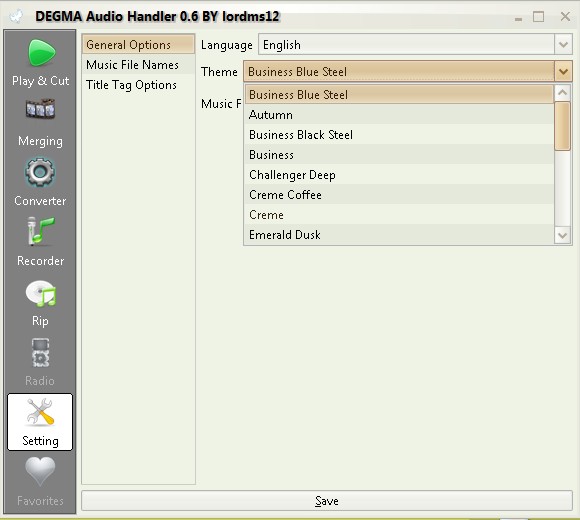 DEGMA Audio Handler 0.6 BY lordms12
Play & Cut
Merging
Converter
Recorder
Rip
Radio
Setting
Favorites
General Options
Music File Names
Title Tag Options
Language English
Theme Business Blue Steel
Music F
Business Blue Steel
Autumn
Business Black Steel
Business
Challenger Deep
Creme Coffee
Creme
Emerald Dusk
Save